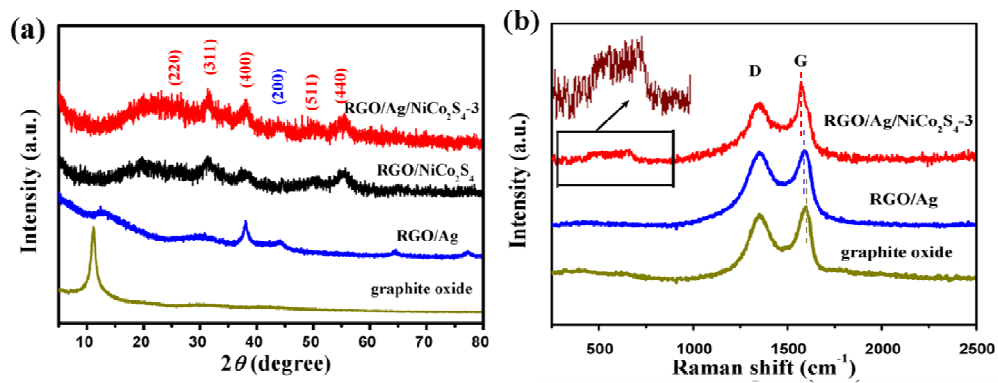 (a)
Intensity (a.u.)
(220)
(311)
(400)
(200)
(511)
(440)
RGO/Ag/NiCo₂S₄-3
RGO/NiCo₂S₄
RGO/Ag
graphite oxide
10 20 30 40 50 60 70 80
2θ (degree)
(b)
Intensity (a.u.)
D
G
RGO/Ag/NiCo₂S₄-3
RGO/Ag
graphite oxide
500 1000 1500 2000 2500
Raman shift (cm⁻¹)